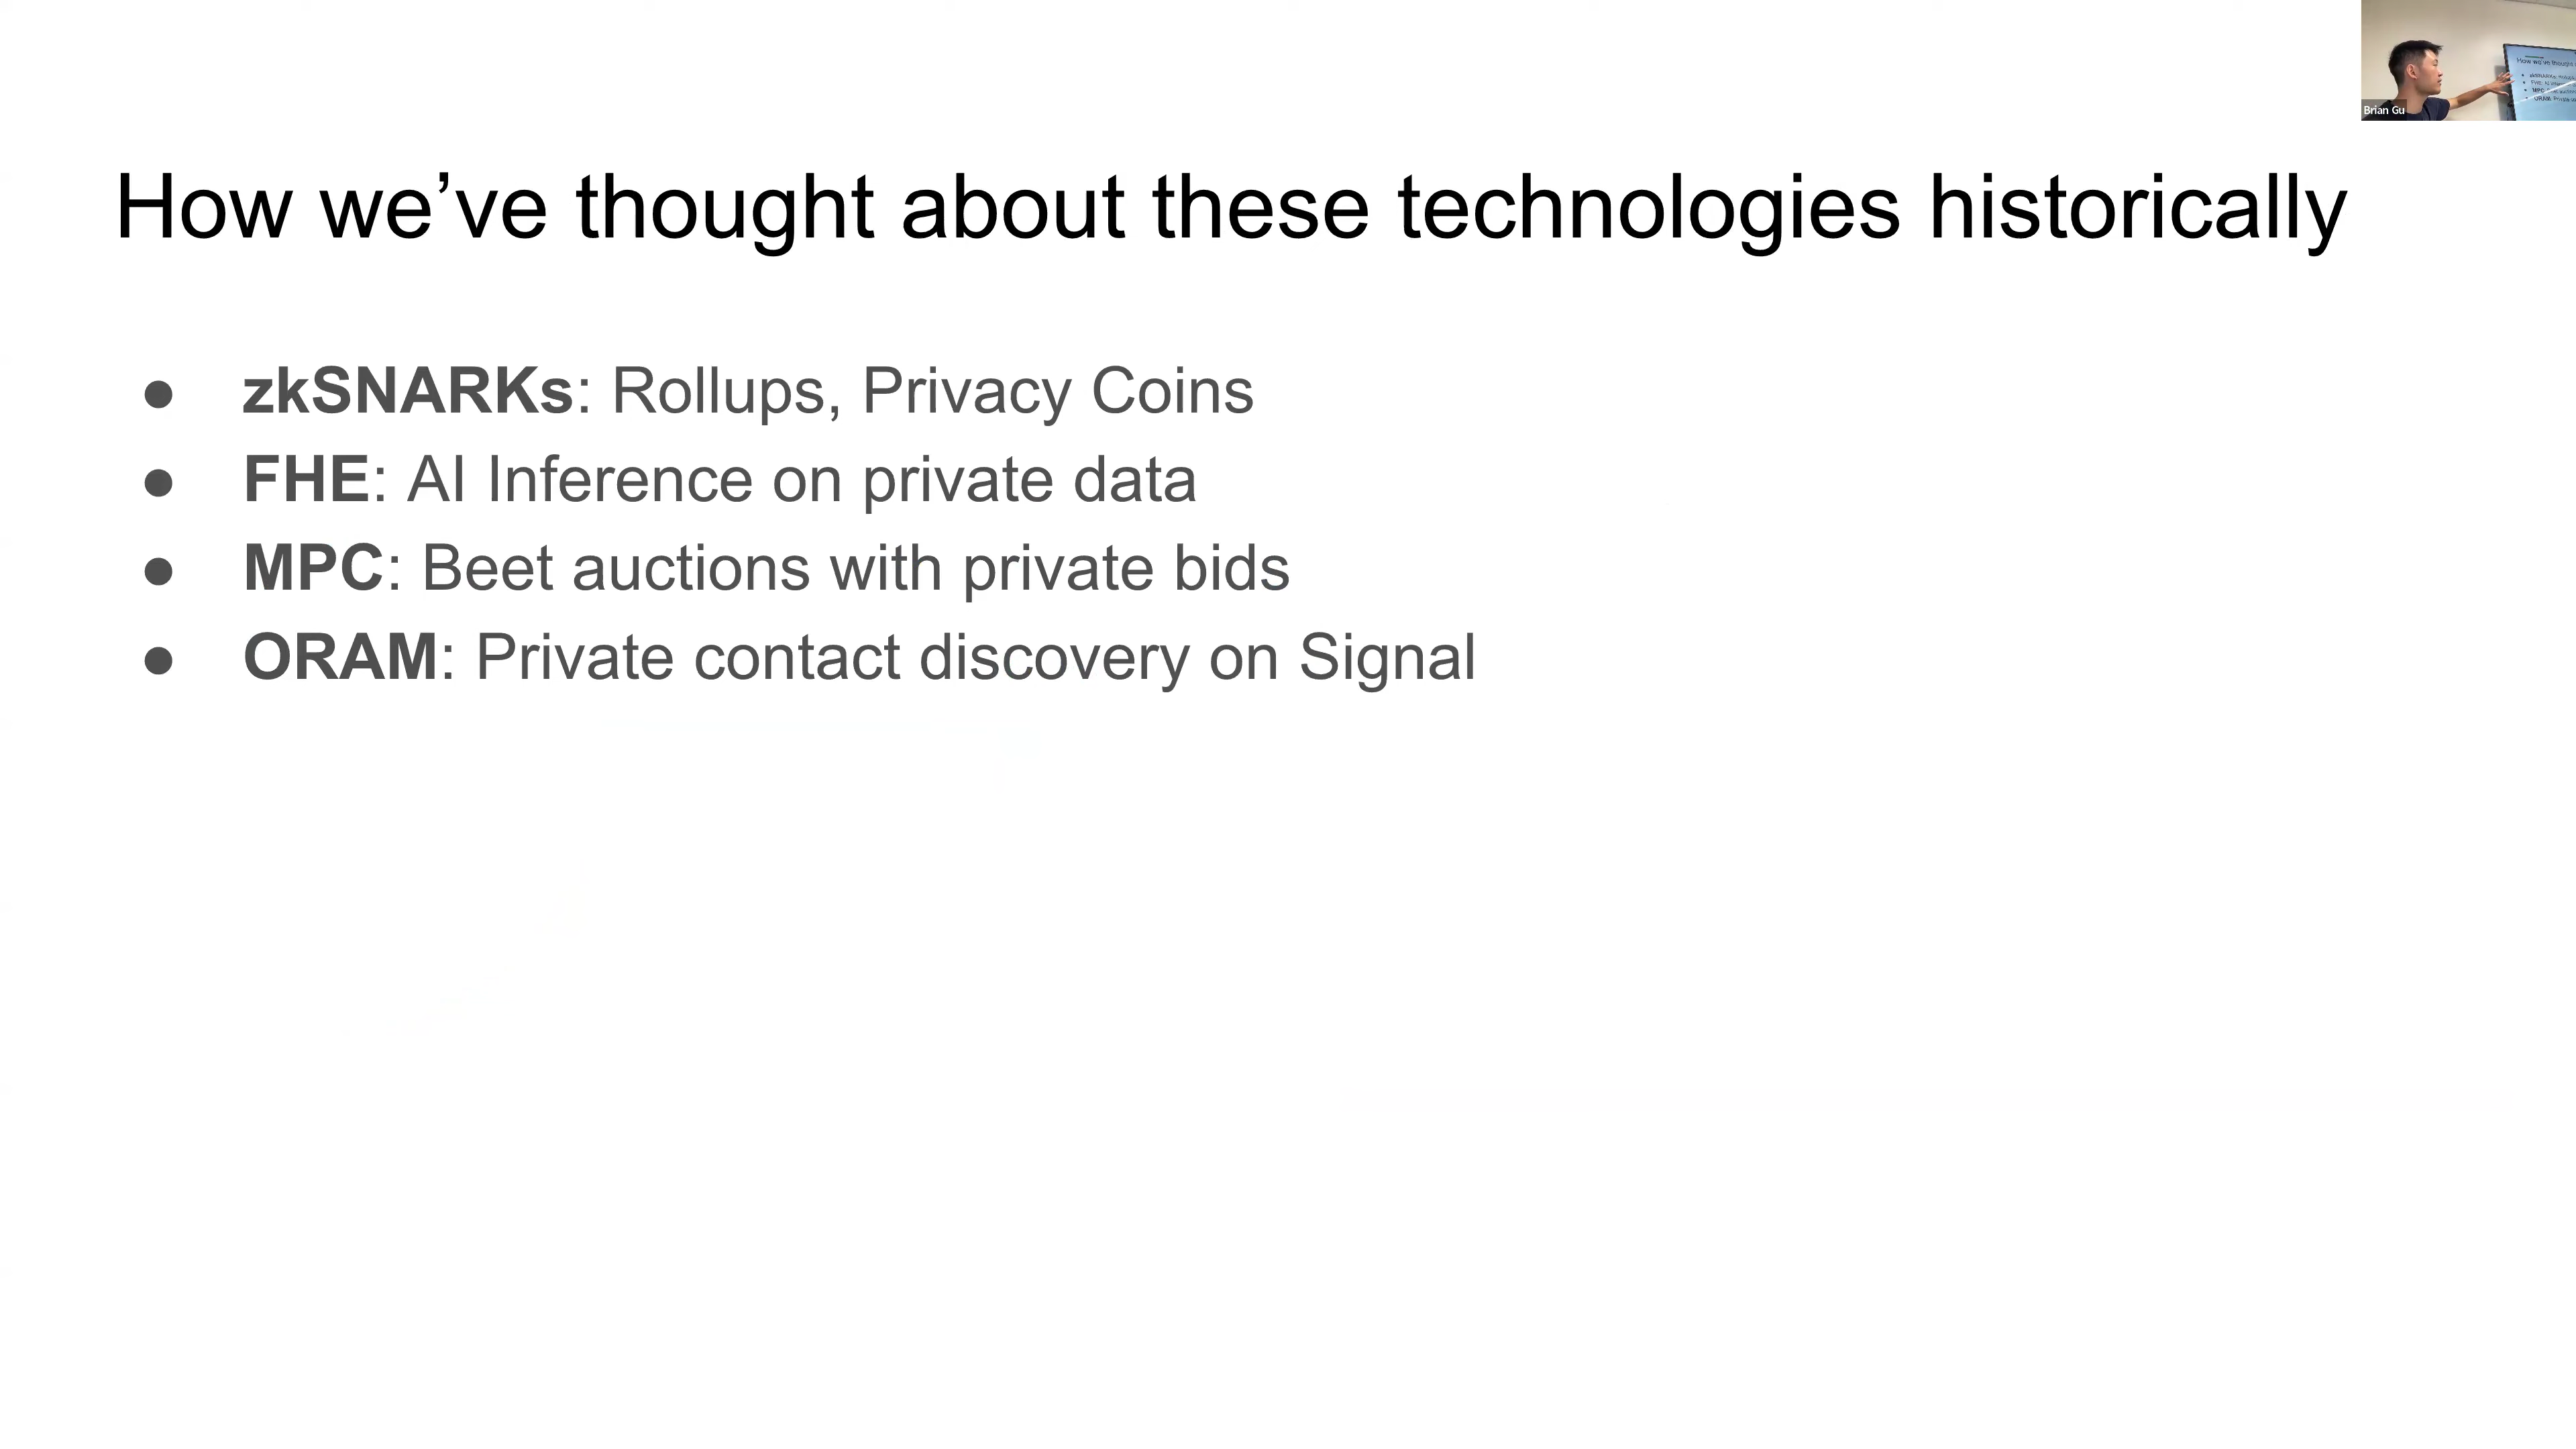 Brian Gu
How we’ve thought about these technologies historically
● zkSNARKs: Rollups, Privacy Coins
● FHE: AI Inference on private data
● MPC: Beet auctions with private bids
● ORAM: Private contact discovery on Signal